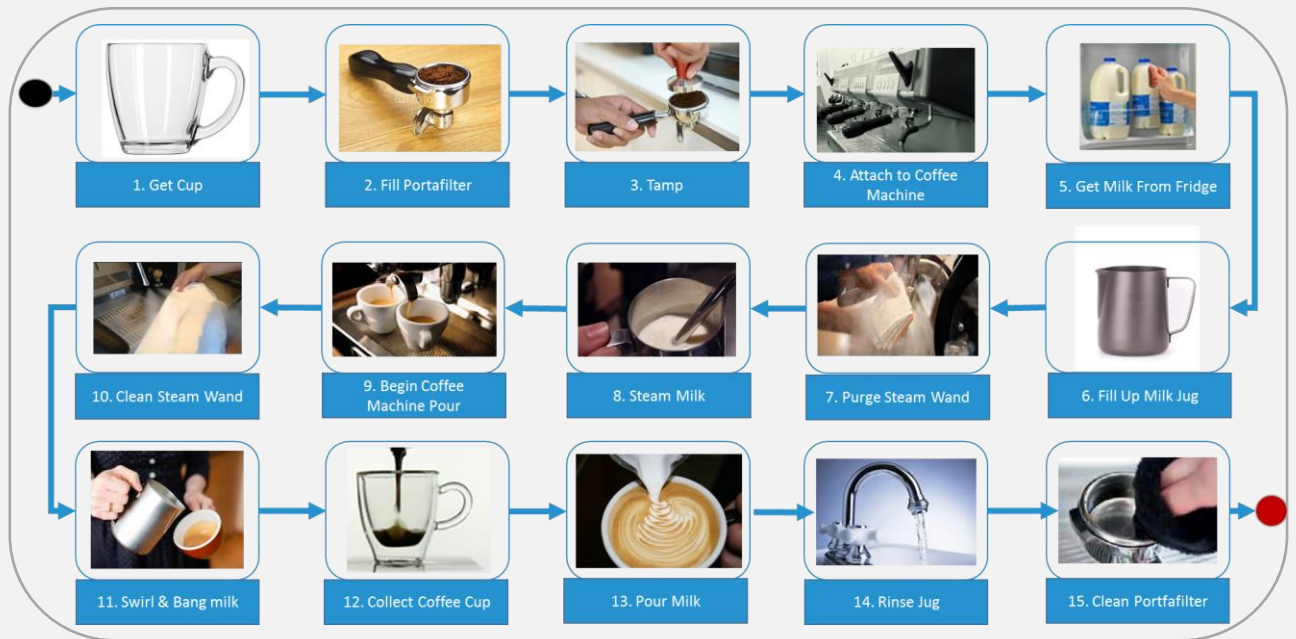 1. Get Cup
2. Fill Portafilter
3. Tamp
4. Attach to Coffee
Machine
5. Get Milk From Fridge
10. Clean Steam Wand
9. Begin Coffee
Machine Pour
8. Steam Milk
7. Purge Steam Wand
6. Fill Up Milk Jug
11. Swirl & Bang milk
12. Collect Coffee Cup
13. Pour Milk
14. Rinse Jug
15. Clean Portfafilter